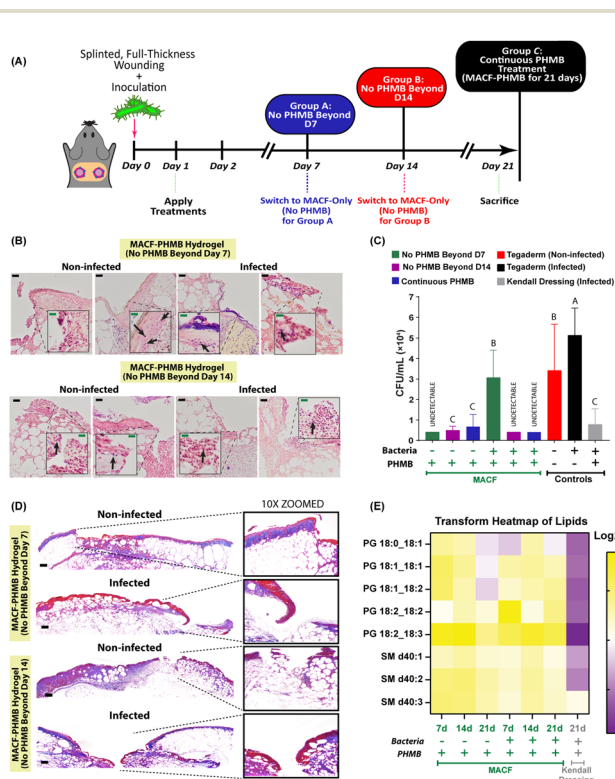 (A)
Splinted, Full-Thickness
Wounding
+
Inoculation
Group A:
No PHMB Beyond
D7
Group B:
No PHMB Beyond
D14
Group C:
Continuous PHMB
Treatment
(MACF-PHMB for 21 days)
Day 0
Day 1
Day 2
Day 7
Day 14
Day 21
Apply
Treatments
Switch to MACF-Only
(No PHMB)
for Group A
Switch to MACF-Only
(No PHMB)
for Group B
Sacrifice
(B)
MACF-PHMB Hydrogel
(No PHMB Beyond Day 7)
Non-infected
Infected
MACF-PHMB Hydrogel
(No PHMB Beyond Day 14)
Non-infected
Infected
(C)
No PHMB Beyond D7
No PHMB Beyond D14
Continuous PHMB
Tegaderm (Non-infected)
Tegaderm (Infected)
Kendall Dressing (Infected)
CFU/mL (×10⁴)
7
6
5
4
3
2
1
0
UNDETECTABLE
C
C
B
UNDETECTABLE
UNDETECTABLE
B
A
C
Bacteria - - - + + + - + +
PHMB + + + + + + - - +
MACF
Controls
(D)
10X ZOOMED
MACF-PHMB Hydrogel
(No PHMB Beyond Day 7)
Non-infected
Infected
MACF-PHMB Hydrogel
(No PHMB Beyond Day 14)
Non-infected
Infected
(E)
Transform Heatmap of Lipids
PG 18:0_18:1
PG 18:1_18:1
PG 18:1_18:2
PG 18:2_18:2
PG 18:2_18:3
SM d40:1
SM d40:2
SM d40:3
7d 14d 21d 7d 14d 21d 21d
Bacteria - - - + + + +
PHMB + + + + + + +
MACF
Kendall